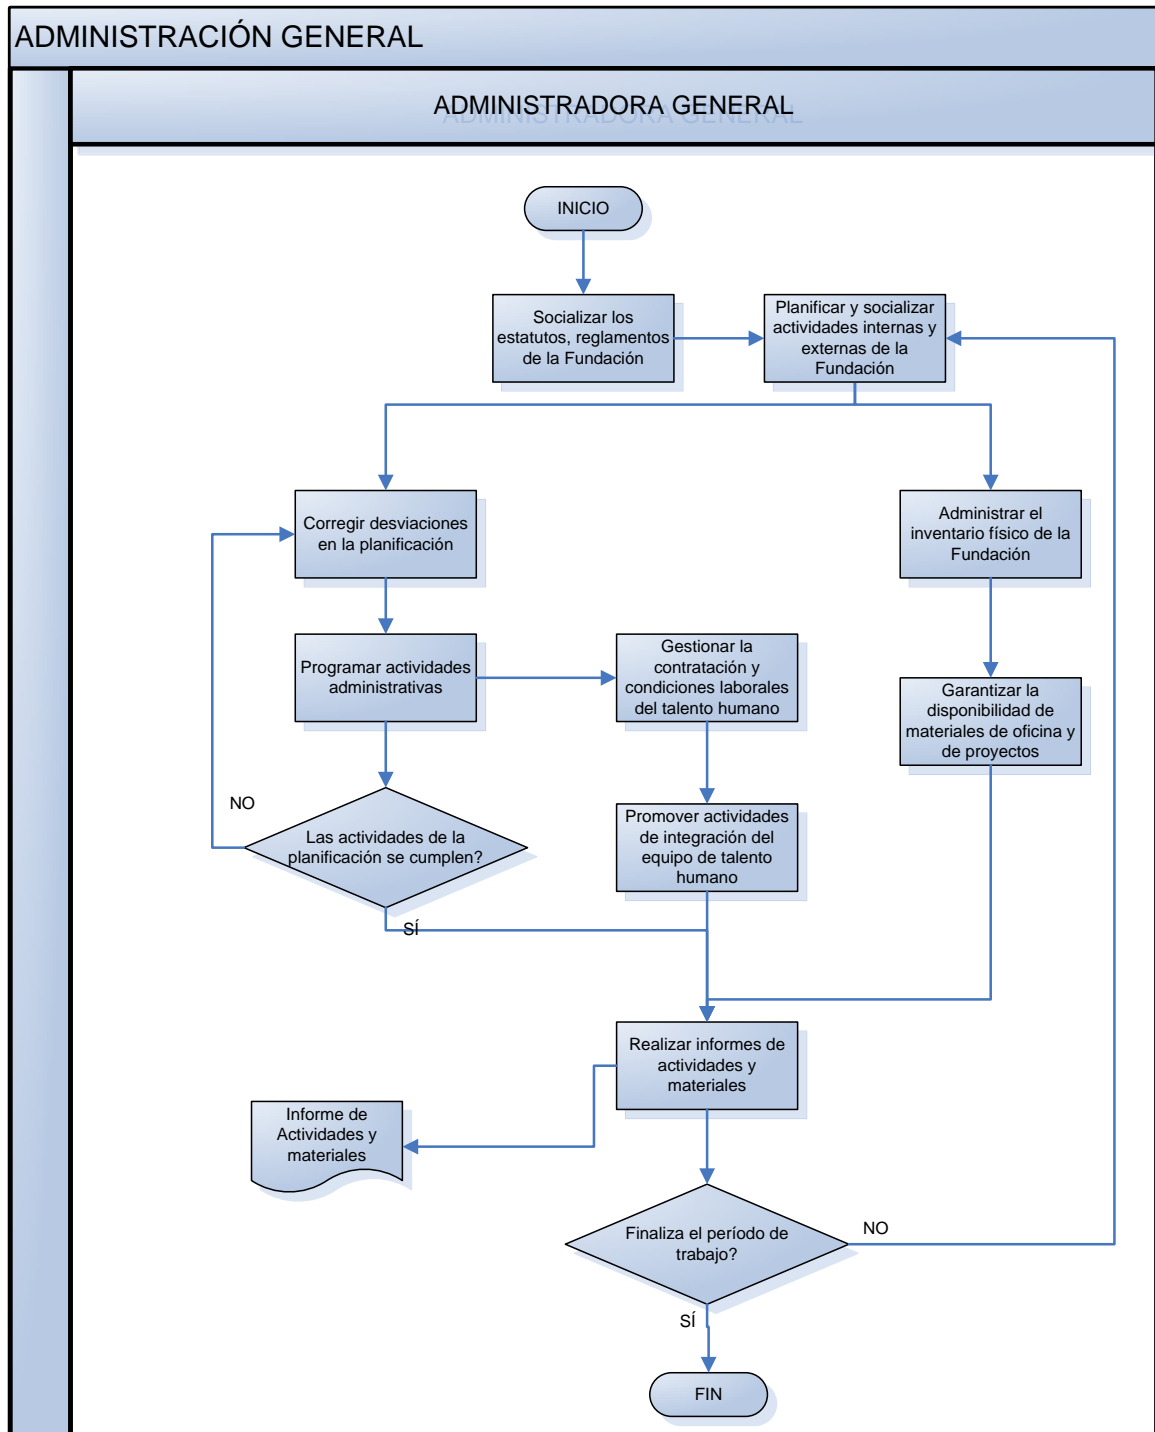 ADMINISTRACIÓN GENERAL
ADMINISTRADORA GENERAL
INICIO
Socializar los
estatutos, reglamentos
de la Fundación
Planificar y socializar
actividades internas y
externas de la
Fundación
Corregir desviaciones
en la planificación
Administrar el
inventario físico de la
Fundación
Programar actividades
administrativas
Gestionar la
contratación y
condiciones laborales
del talento humano
Garantizar la
disponibilidad de
materiales de oficina y
de proyectos
NO
Las actividades de la
planificación se cumplen?
Promover actividades
de integración del
equipo de talento
humano
SÍ
Realizar informes de
actividades y
materiales
Informe de
Actividades y
materiales
Finaliza el período de
trabajo?
NO
SÍ
FIN